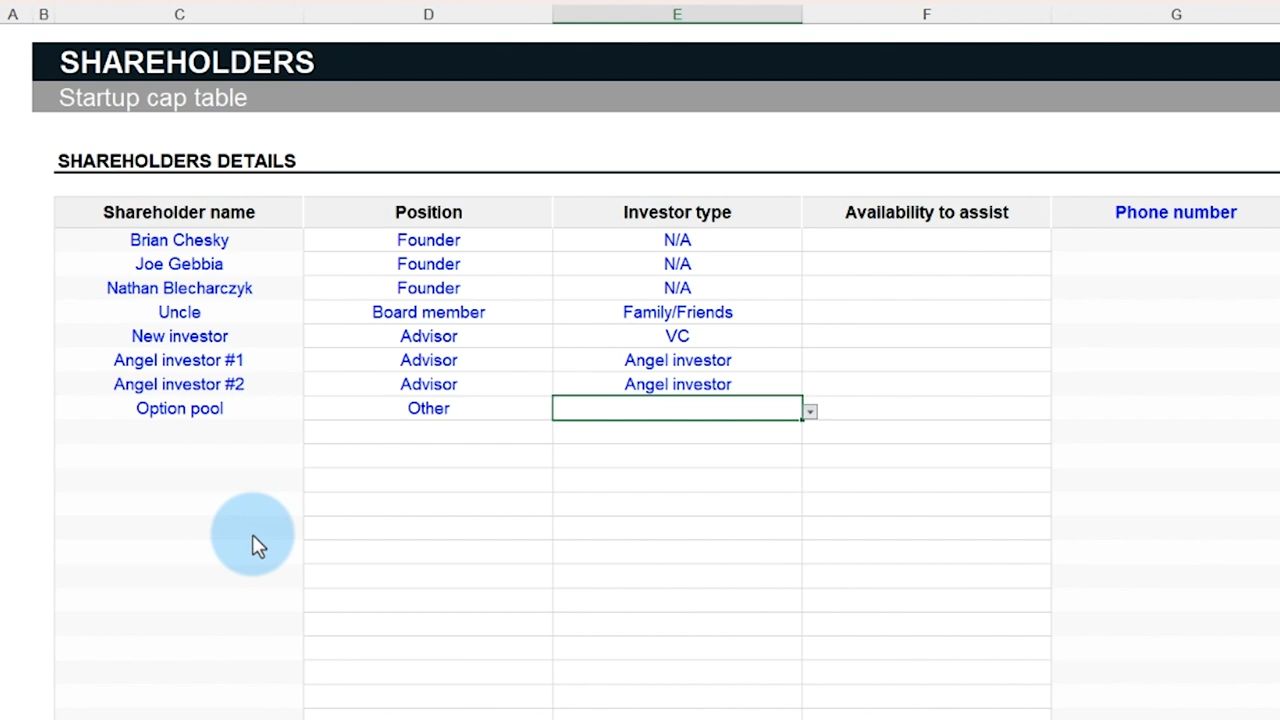 A B C D E F G
SHAREHOLDERS
Startup cap table
SHAREHOLDERS DETAILS
Shareholder name Position Investor type Availability to assist Phone number
Brian Chesky Founder N/A
Joe Gebbia Founder N/A
Nathan Blecharczyk Founder N/A
Uncle Board member Family/Friends
New investor Advisor VC
Angel investor #1 Advisor Angel investor
Angel investor #2 Advisor Angel investor
Option pool Other